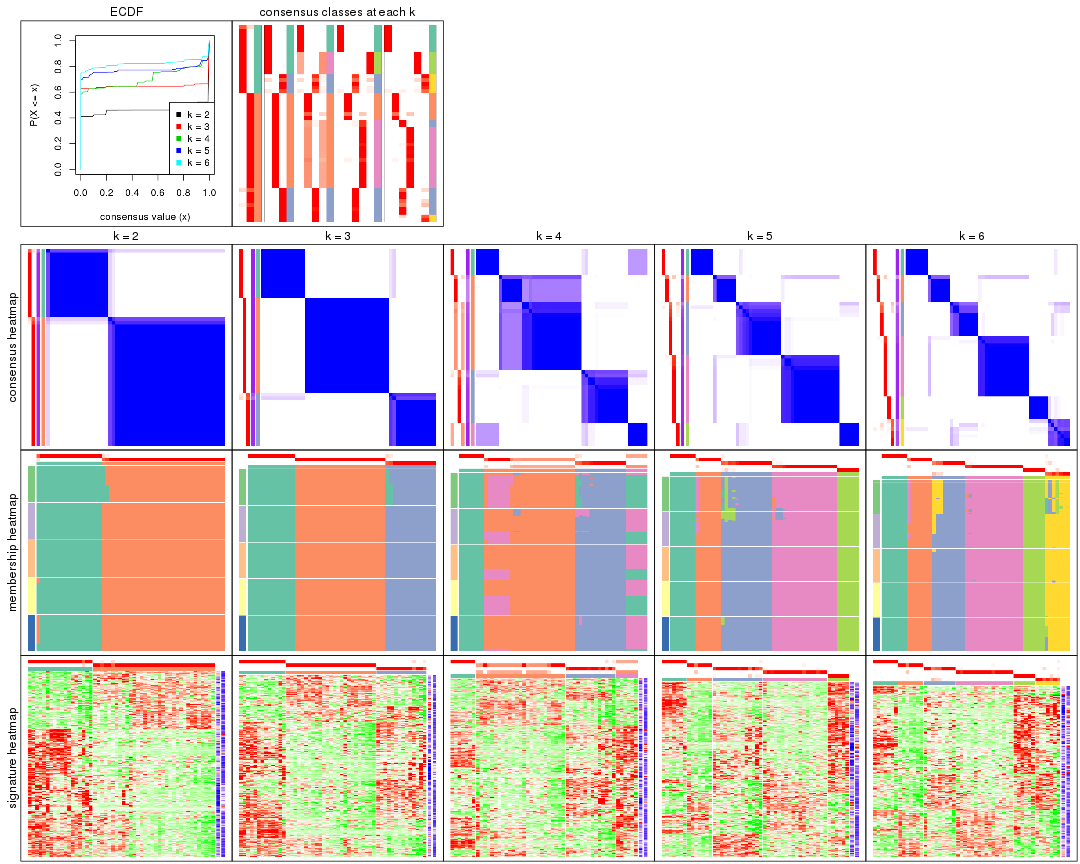 ECDF
consensus classes at each k
P(X <= x)
1.0
0.8
0.6
0.4
0.2
0.0
k = 2
k = 3
k = 4
k = 5
k = 6
0.0 0.2 0.4 0.6 0.8 1.0
consensus value (x)
k = 2
k = 3
k = 4
k = 5
k = 6
consensus heatmap
membership heatmap
signature heatmap